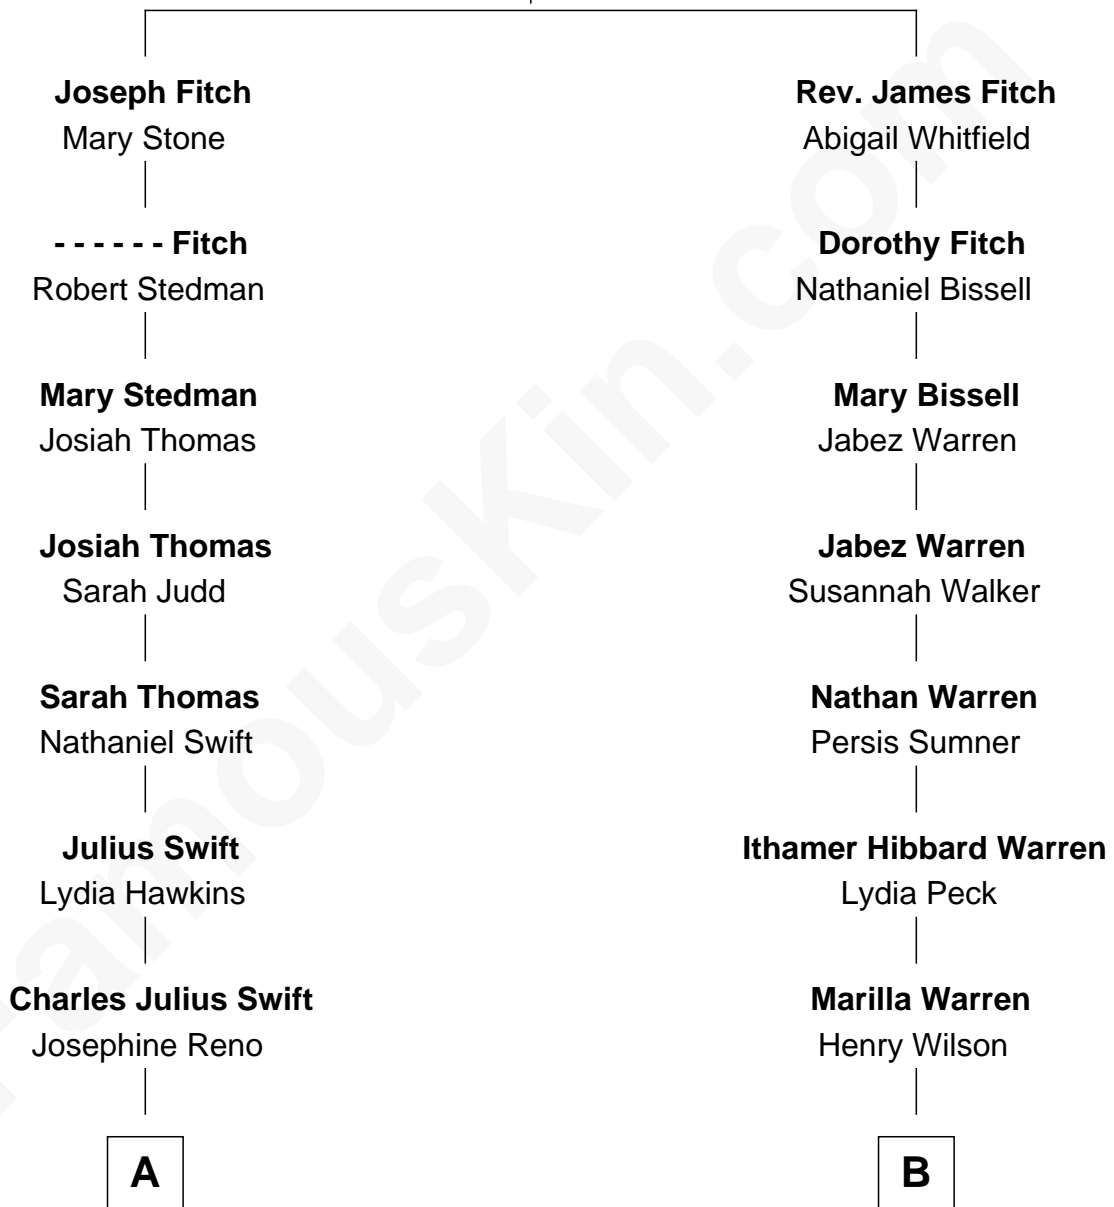 Joseph Fitch
Mary Stone
- - - - - - Fitch
Robert Stedman
Mary Stedman
Josiah Thomas
Josiah Thomas
Sarah Judd
Sarah Thomas
Nathaniel Swift
Julius Swift
Lydia Hawkins
Charles Julius Swift
Josephine Reno
A
Rev. James Fitch
Abigail Whitfield
Dorothy Fitch
Nathaniel Bissell
Mary Bissell
Jabez Warren
Jabez Warren
Susannah Walker
Nathan Warren
Persis Sumner
Ithamer Hibbard Warren
Lydia Peck
Marilla Warren
Henry Wilson
B
FamousKin.com